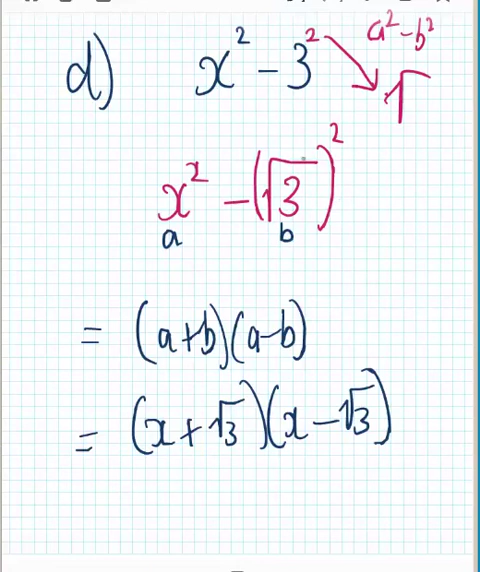 d) x² - 3² a² - b²
√
x² - (√3)²
a b
= (a+b)(a-b)
= (x+√3)(x-√3)